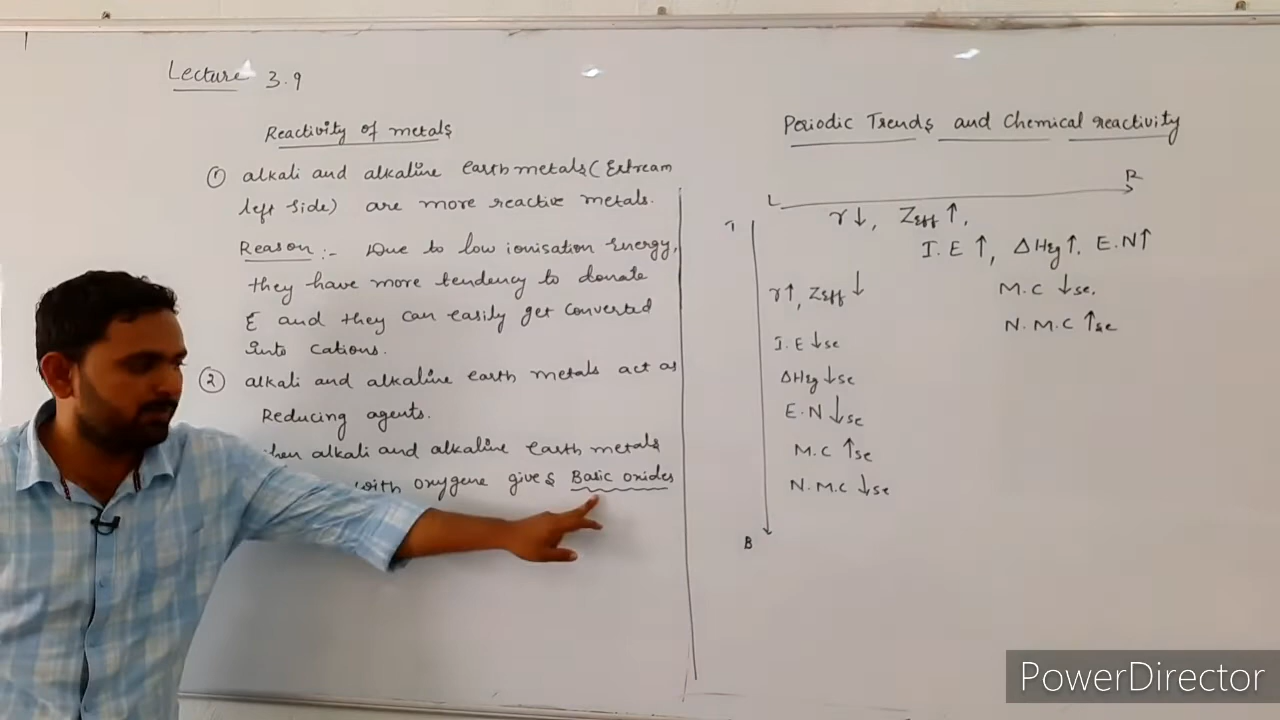 Lecture 3.9
Reactivity of metals
① alkali and alkaline earth metals (Extream
left side) are more reactive metals.
Reason :- Due to low ionisation energy,
they have more tendency to donate
E and they can easily get converted
into cations.
② alkali and alkaline earth metals act as
Reducing agents.
alkali and alkaline earth metals
with oxygene gives Basic oxides
Periodic Trends and Chemical reactivity
L R
r↓, Zeff ↑,
I.E ↑, ΔHeg ↑, E.N ↑
M.C ↓se.
N.M.C ↑se
T
r↑, Zeff ↓
I.E ↓se
ΔHeg ↓se
E.N ↓se
M.C ↑se
N.M.C ↓se
B
PowerDirector